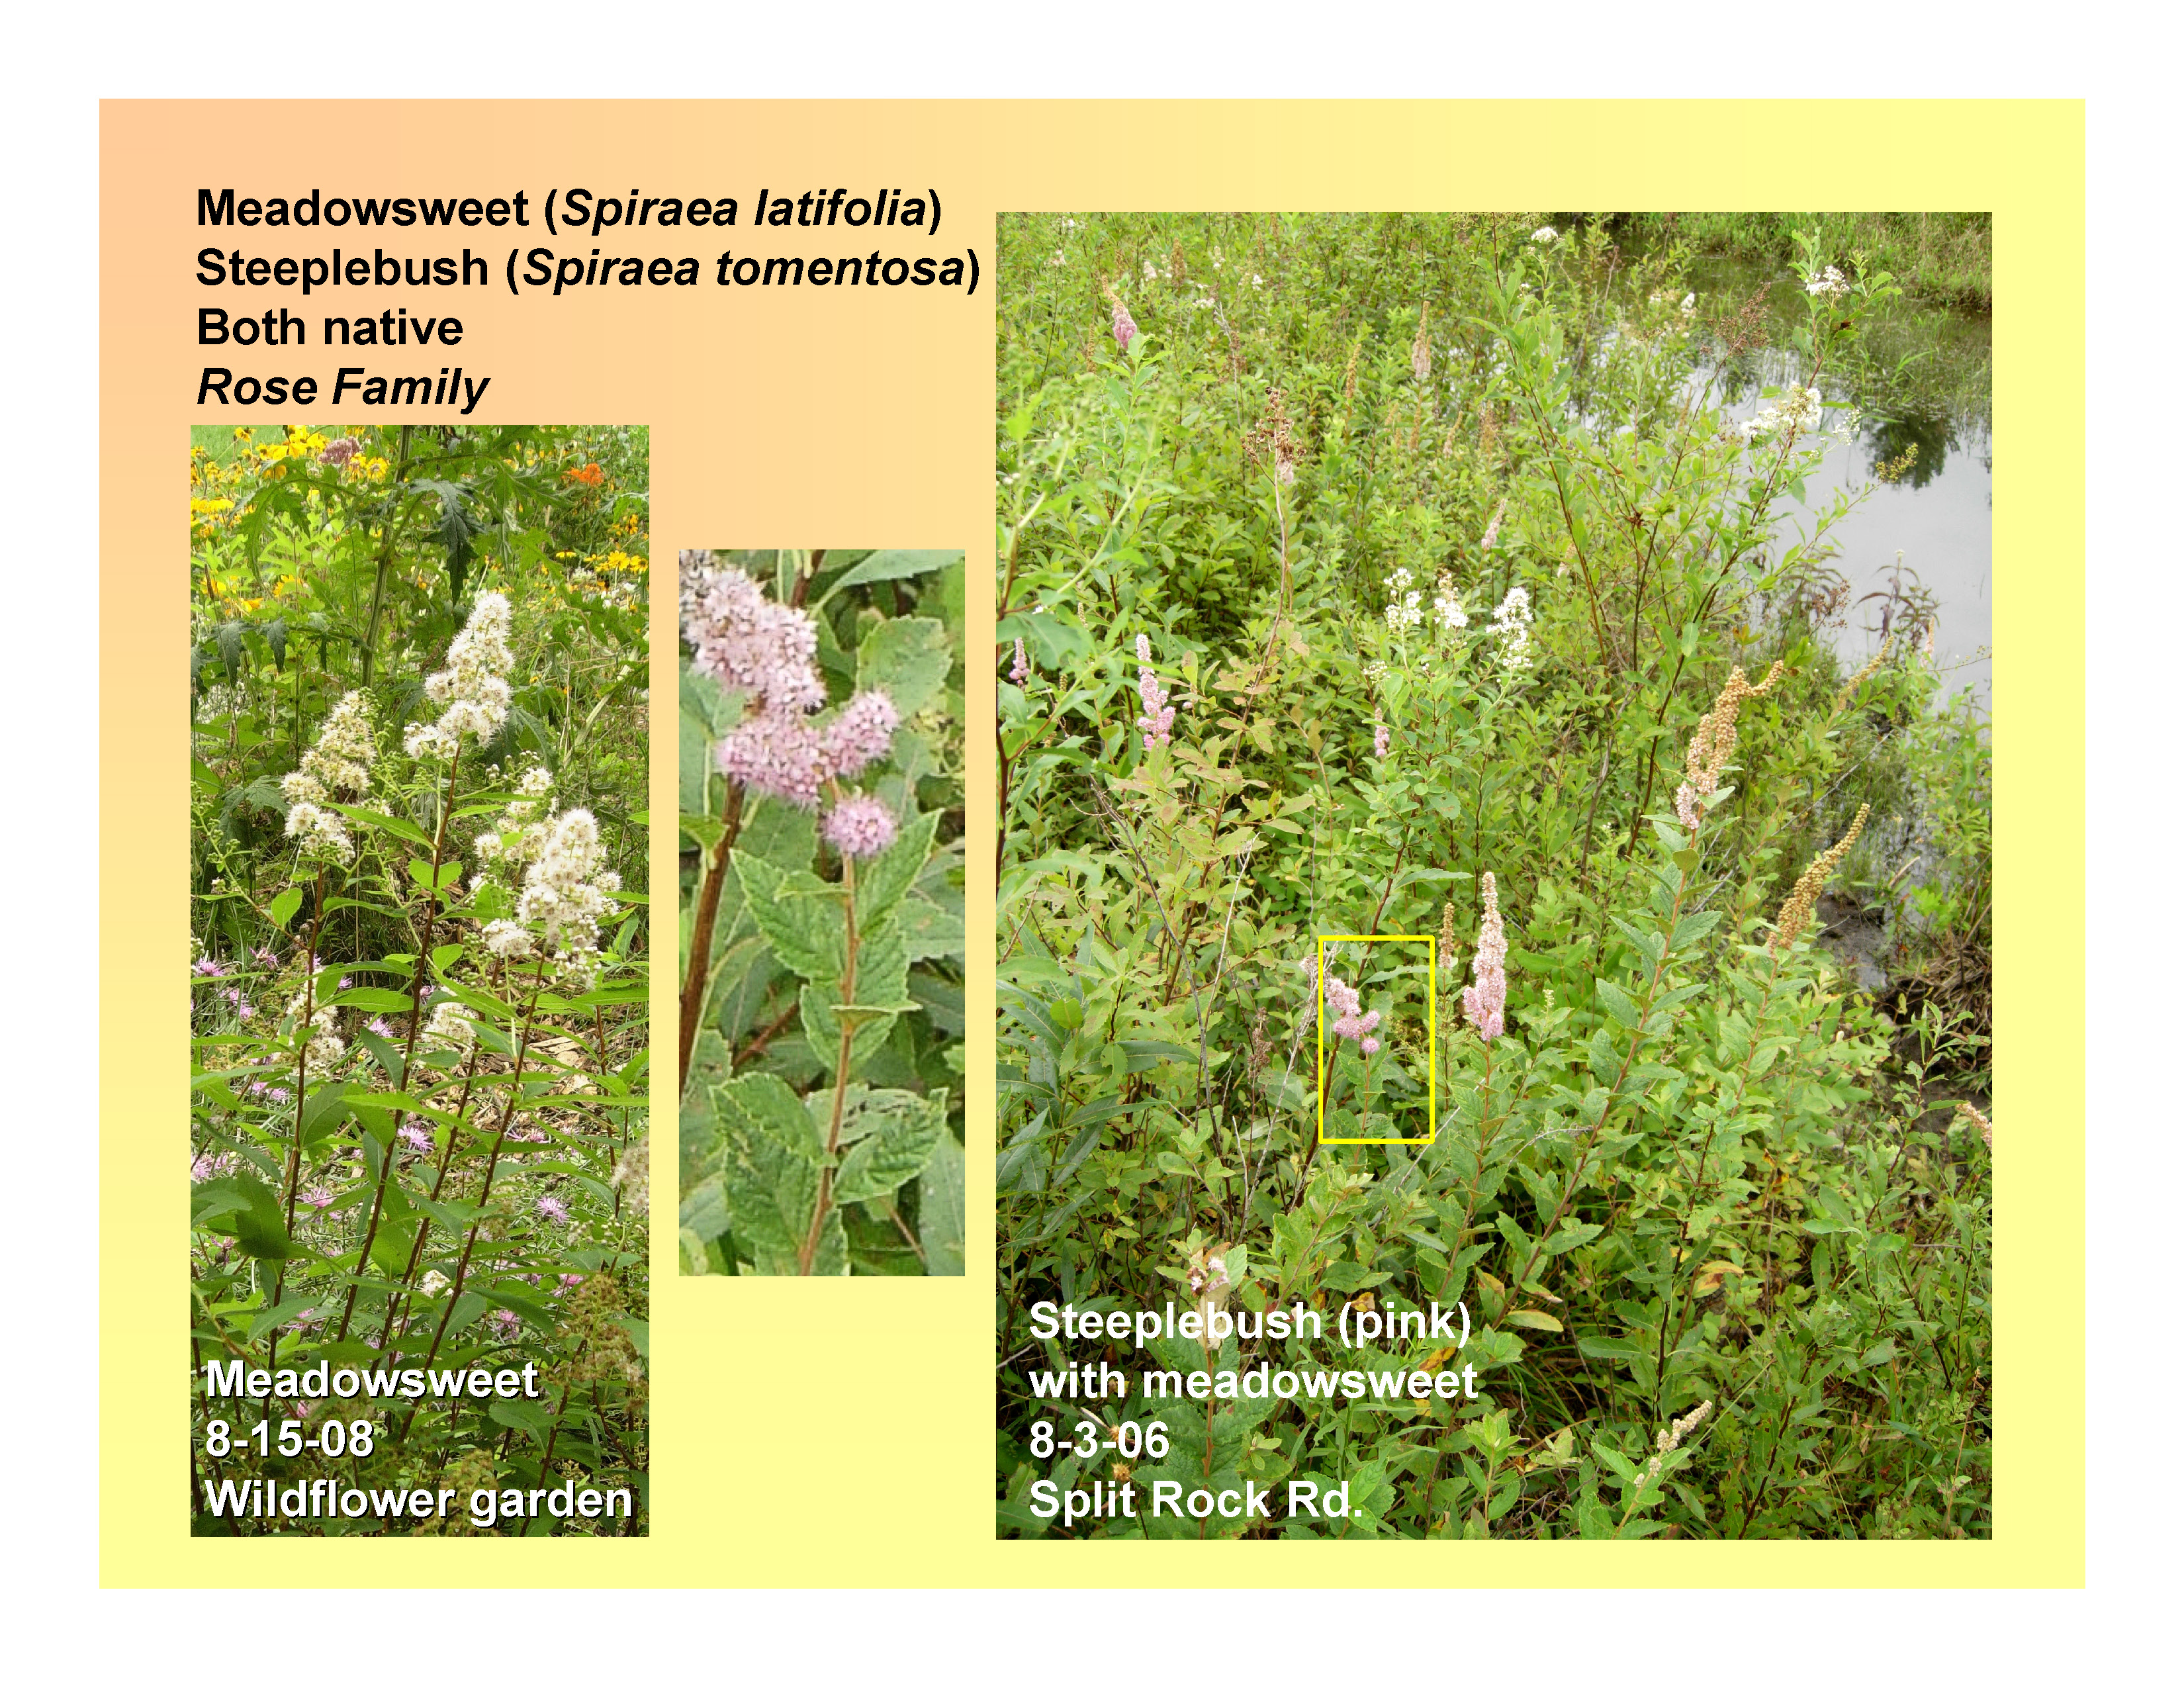 Meadowsweet (Spiraea latifolia)
Steeplebush (Spiraea tomentosa)
Both native
Rose Family
Meadowsweet
8-15-08
Wildflower garden
Steeplebush (pink)
with meadowsweet
8-3-06
Split Rock Rd.